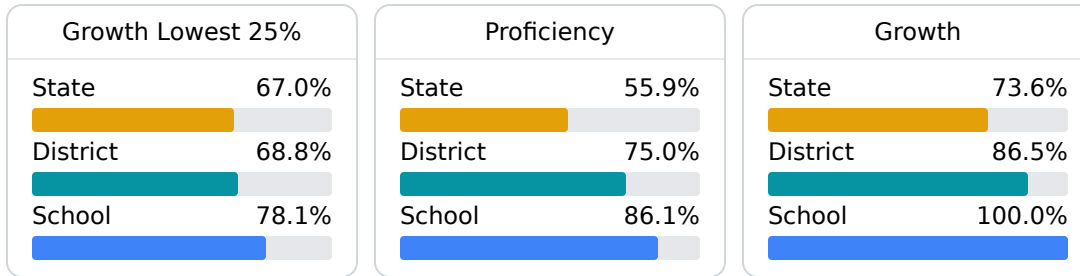 Growth Lowest 25%
State 67.0%
District 68.8%
School 78.1%
Proficiency
State 55.9%
District 75.0%
School 86.1%
Growth
State 73.6%
District 86.5%
School 100.0%